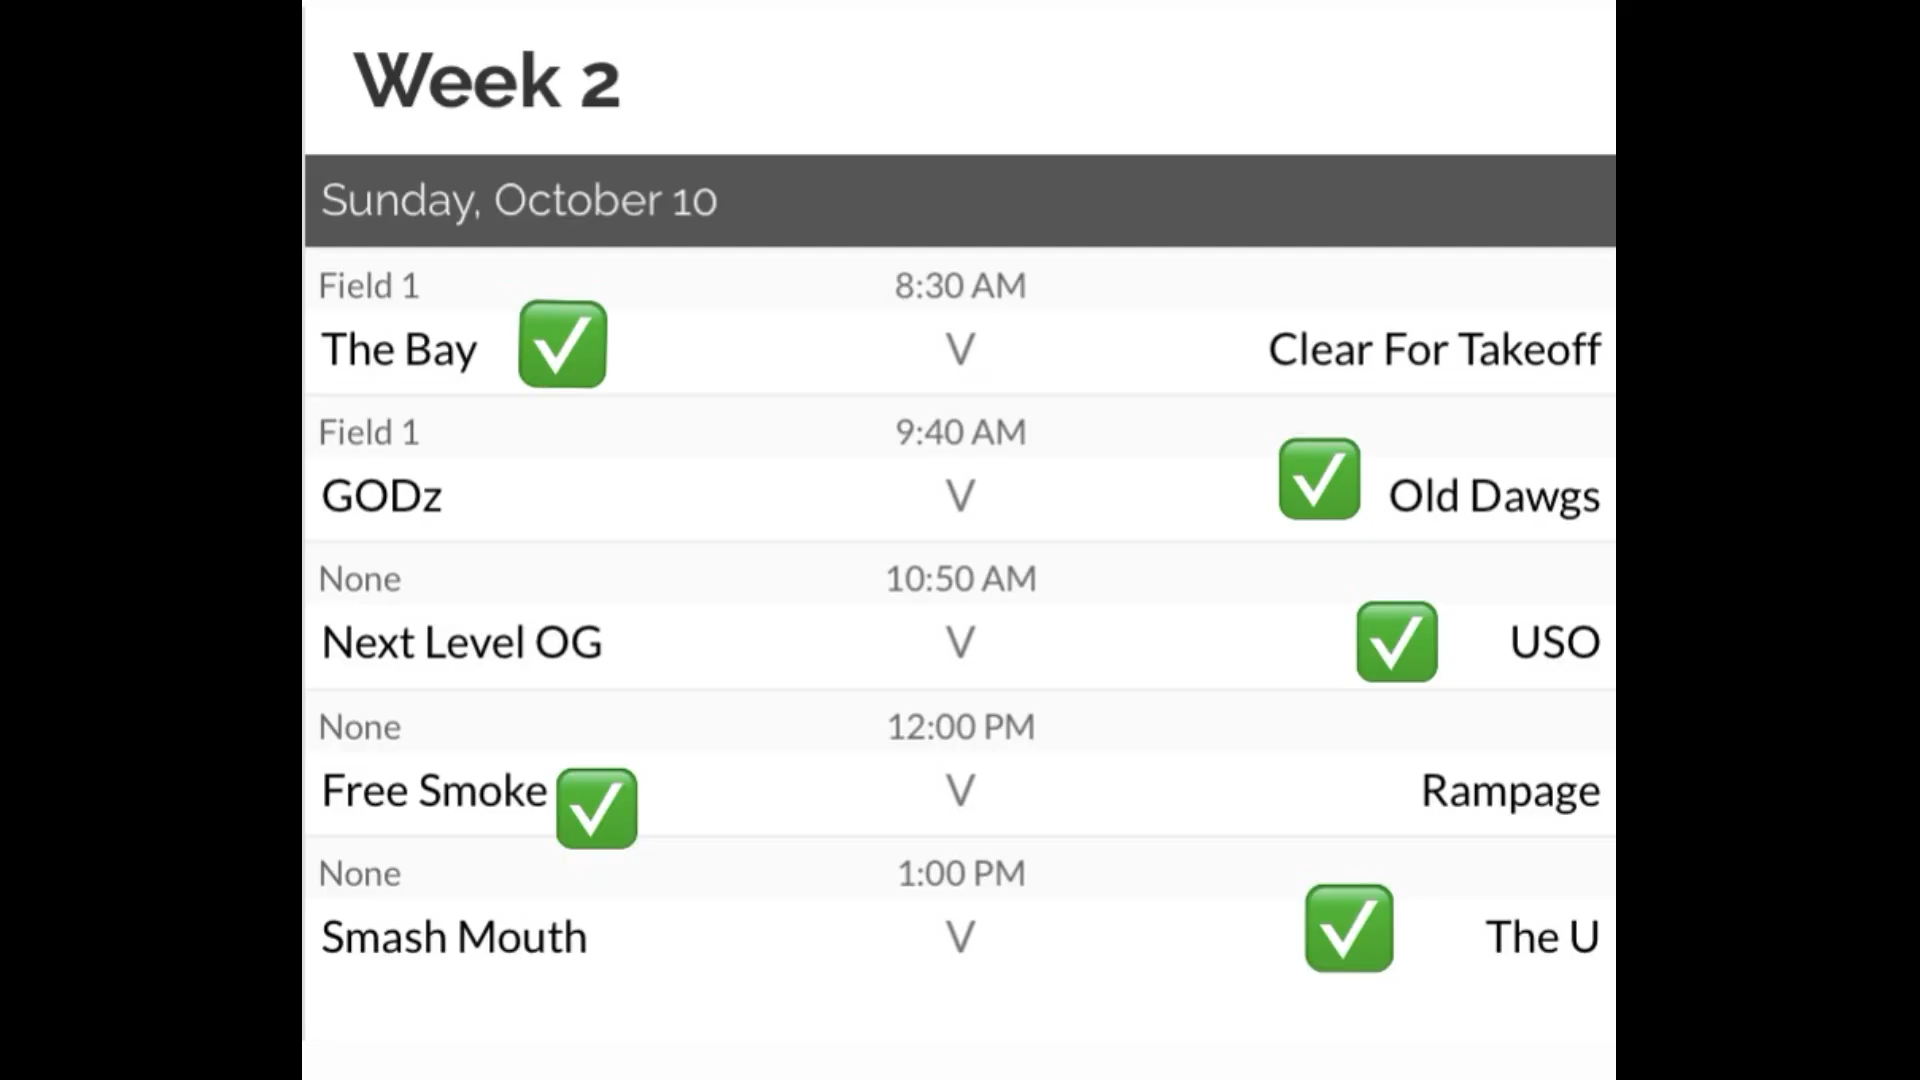 Week 2
Sunday, October 10
Field 1 8:30 AM
The Bay V Clear For Takeoff
Field 1 9:40 AM
GODz V Old Dawgs
None 10:50 AM
Next Level OG V USO
None 12:00 PM
Free Smoke V Rampage
None 1:00 PM
Smash Mouth V The U